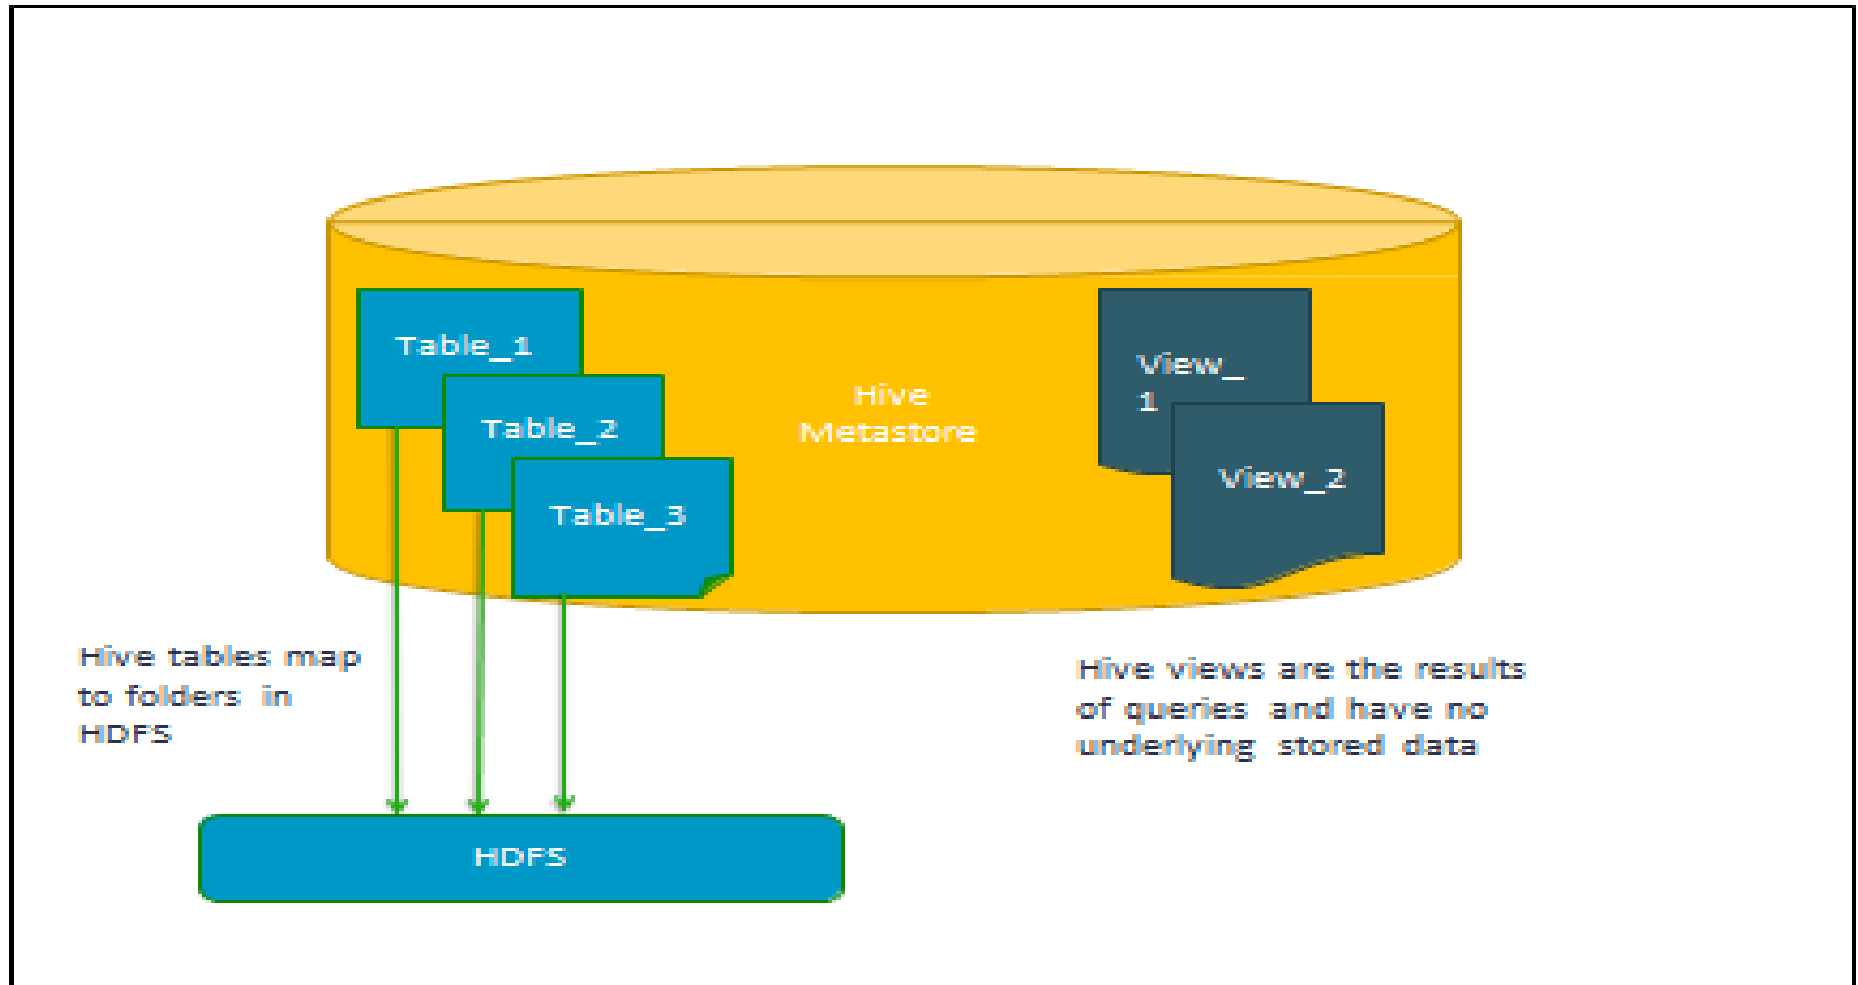 Table_1
Table_2
Table_3
Hive
Metastore
View_
1
View_2
Hive tables map
to folders in
HDFS
Hive views are the results
of queries and have no
underlying stored data
HDFS